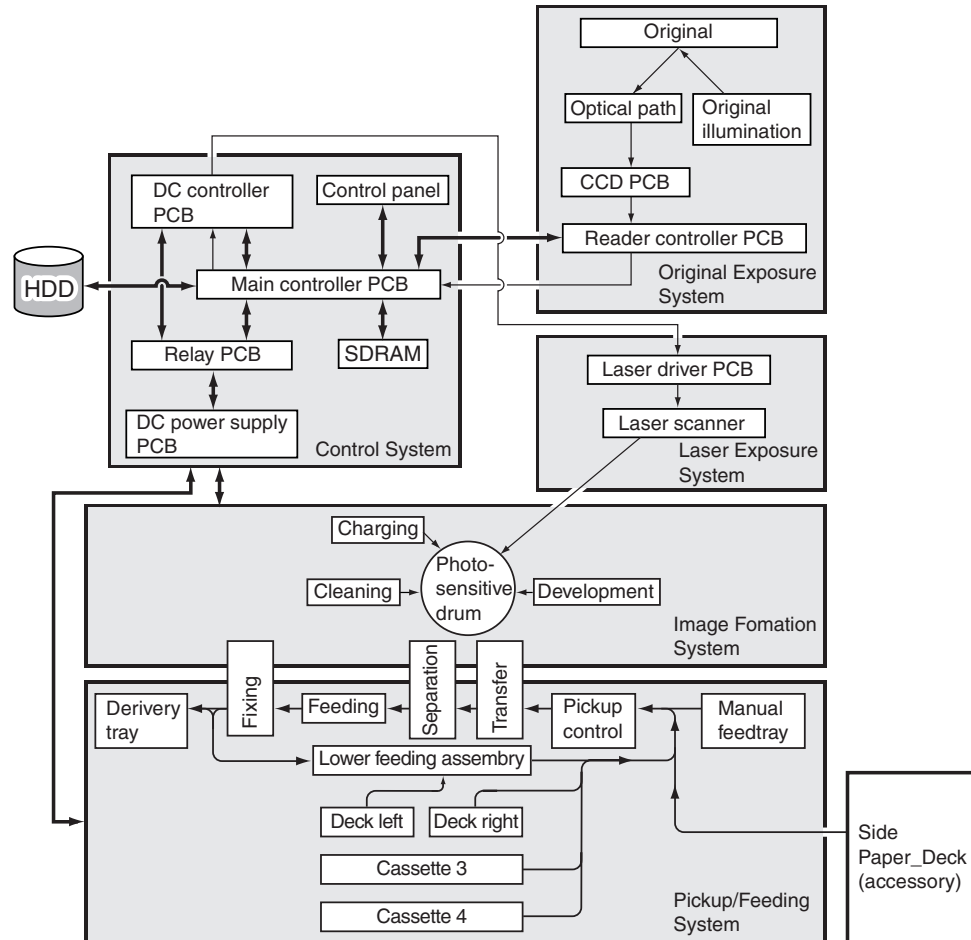 Original
Optical path
Original
illumination
CCD PCB
Reader controller PCB
Original Exposure
System
DC controller
PCB
Control panel
HDD
Main controller PCB
Relay PCB
SDRAM
DC power supply
PCB
Control System
Laser driver PCB
Laser scanner
Laser Exposure
System
Charging
Photo-
sensitive
drum
Cleaning
Development
Image Fomation
System
Fixing
Separation
Transfer
Derivery
tray
Feeding
Pickup
control
Manual
feedtray
Lower feeding assembry
Deck left
Deck right
Cassette 3
Cassette 4
Side
Paper_Deck
(accessory)
Pickup/Feeding
System